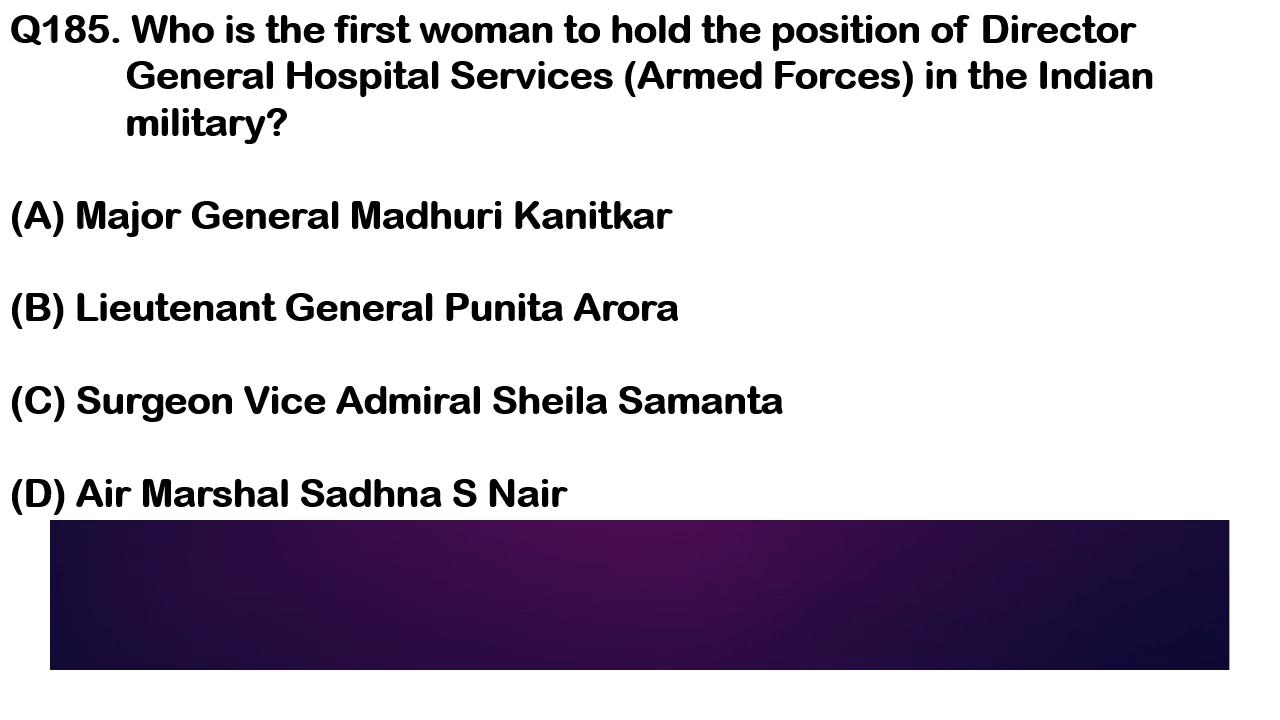 Q185. Who is the first woman to hold the position of Director
General Hospital Services (Armed Forces) in the Indian
military?
(A) Major General Madhuri Kanitkar
(B) Lieutenant General Punita Arora
(C) Surgeon Vice Admiral Sheila Samanta
(D) Air Marshal Sadhna S Nair